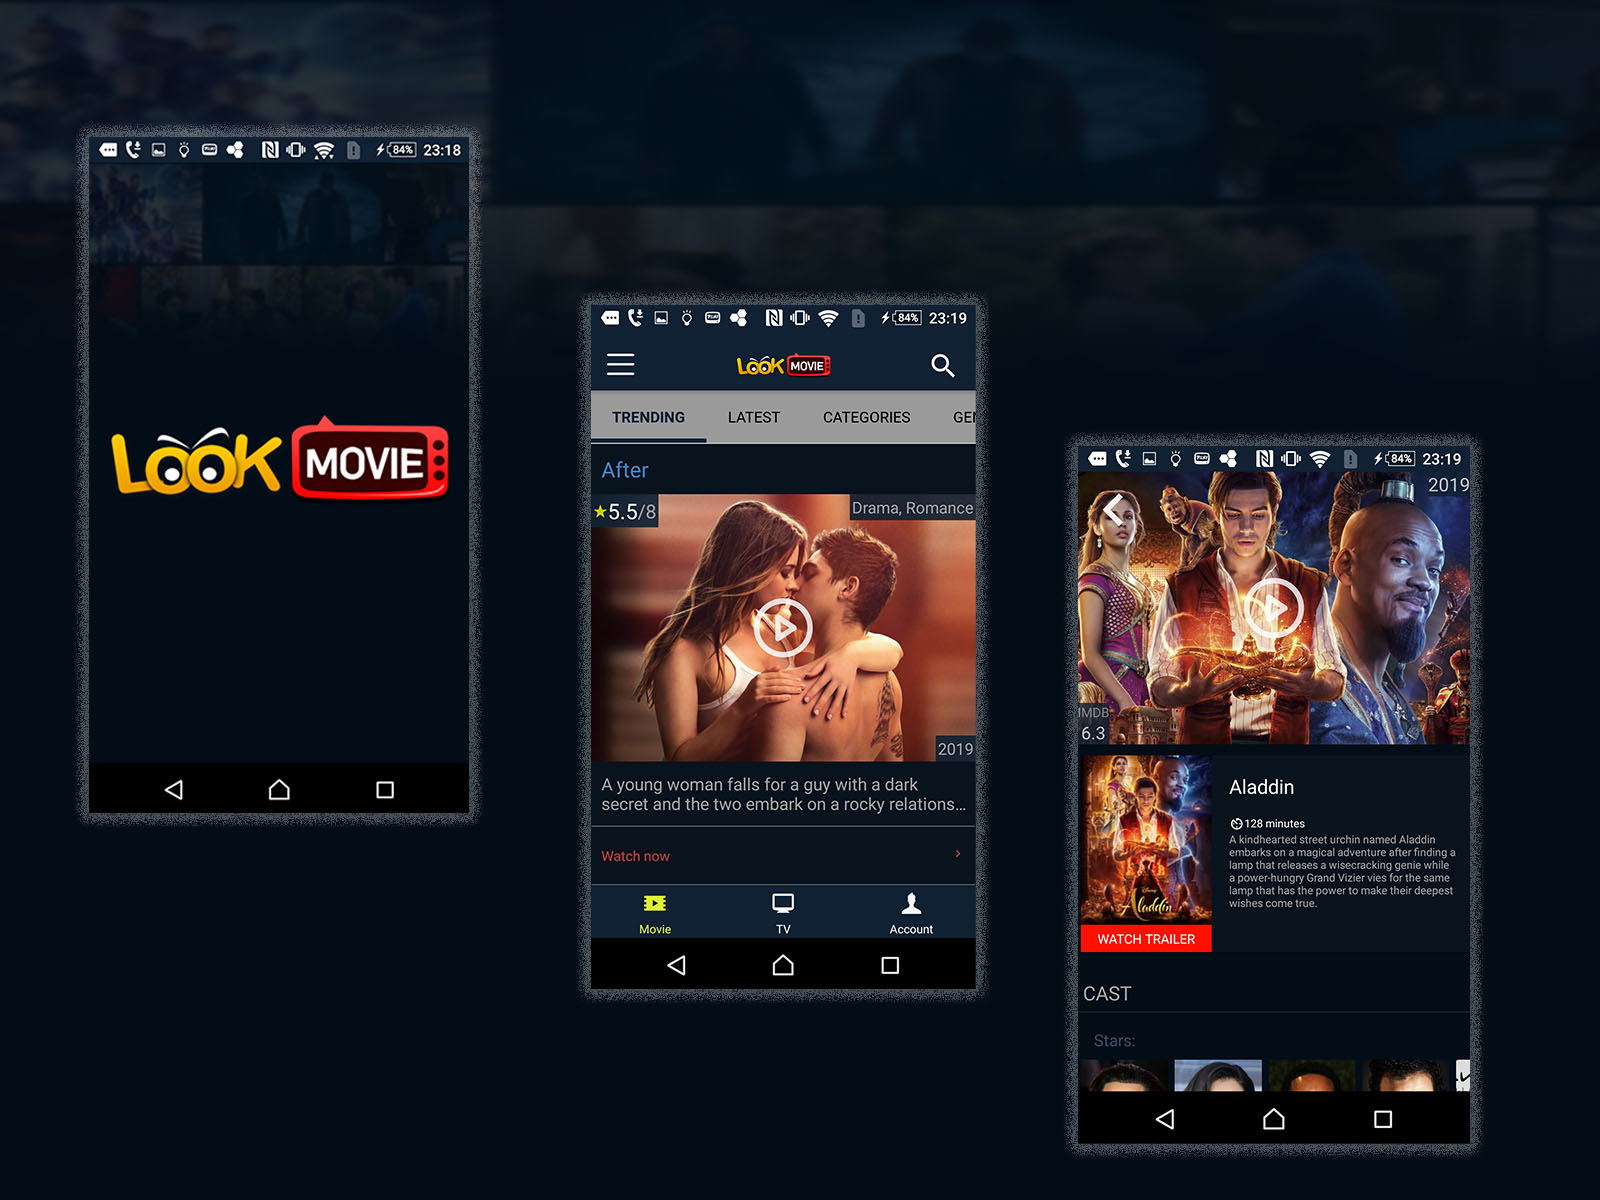 84% 23:18
LOOK MOVIE
84% 23:19
LOOK MOVIE
TRENDING LATEST CATEGORIES GEN
After
5.5/8 Drama, Romance
2019
A young woman falls for a guy with a dark
secret and the two embark on a rocky relations...
Watch now
Movie TV Account
84% 23:19
2019
IMDB
6.3
Aladdin
128 minutes
A kindhearted street urchin named Aladdin
embarks on a magical adventure after finding a
lamp that releases a wisecracking genie while
a power-hungry Grand Vizier vies for the same
lamp that has the power to make their deepest
wishes come true.
Disney
Aladdin
WATCH TRAILER
CAST
Stars: